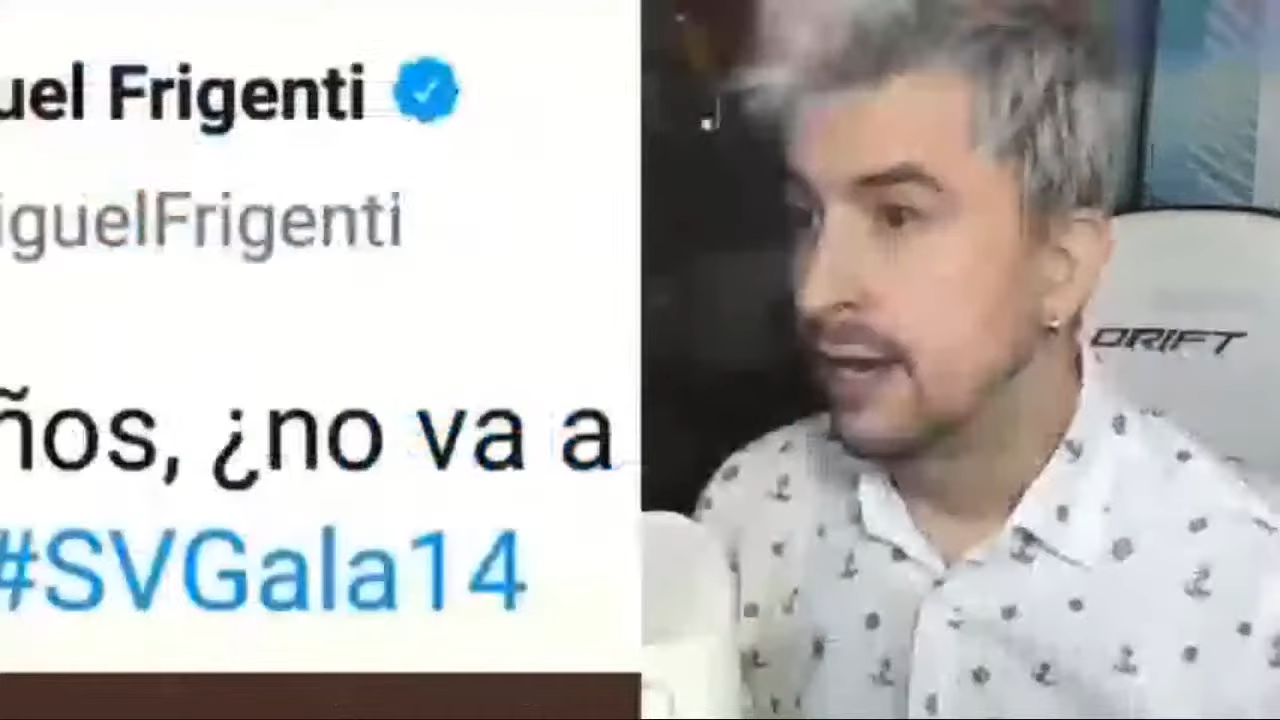 uel Frigenti
iguelFrigenti
ños, ¿no va a
#SVGala14
DRIFT